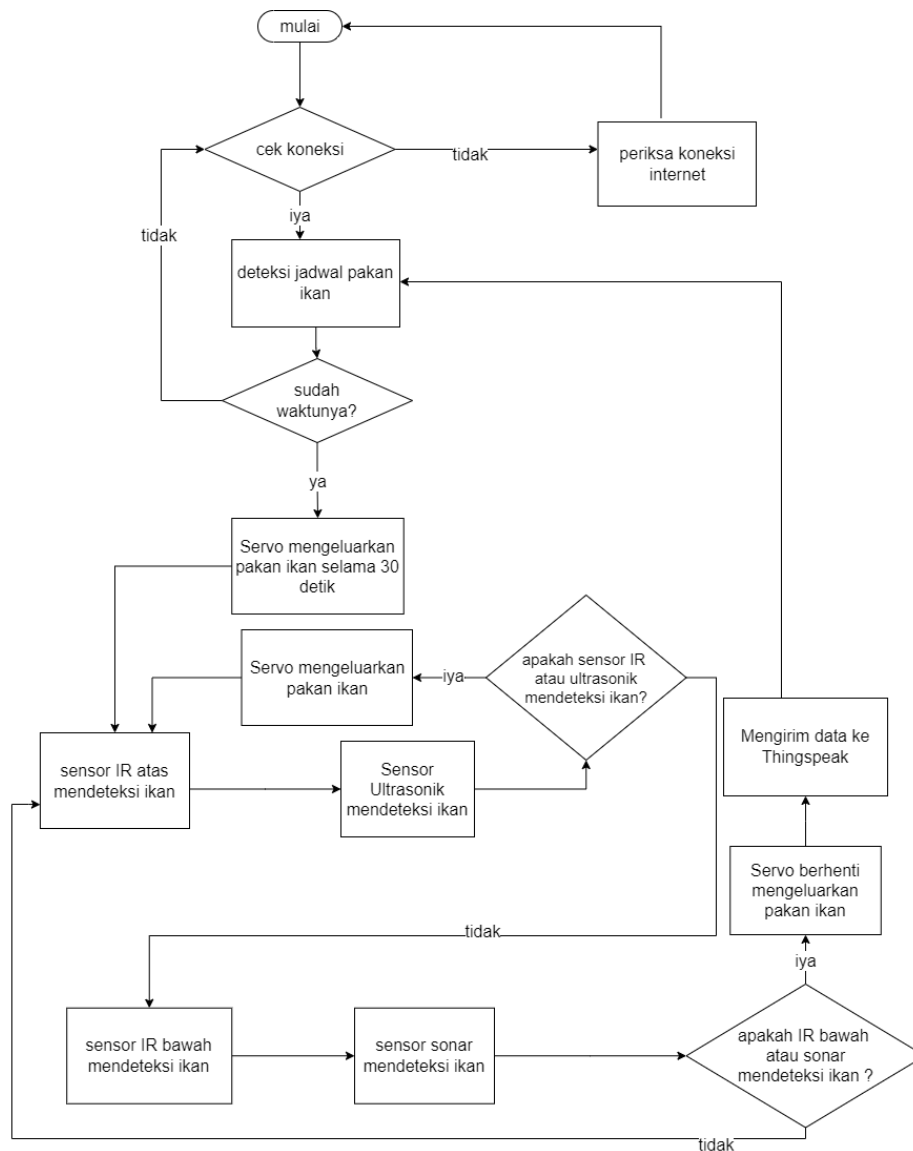 mulai
cek koneksi
tidak
periksa koneksi
internet
iya
tidak
deteksi jadwal pakan
ikan
sudah
waktunya?
ya
Servo mengeluarkan
pakan ikan selama 30
detik
Servo mengeluarkan
pakan ikan
iya
apakah sensor IR
atau ultrasonik
mendeteksi ikan?
sensor IR atas
mendeteksi ikan
Sensor
Ultrasonik
mendeteksi ikan
Mengirim data ke
Thingspeak
Servo berhenti
mengeluarkan
pakan ikan
tidak
iya
sensor IR bawah
mendeteksi ikan
sensor sonar
mendeteksi ikan
apakah IR bawah
atau sonar
mendeteksi ikan ?
tidak